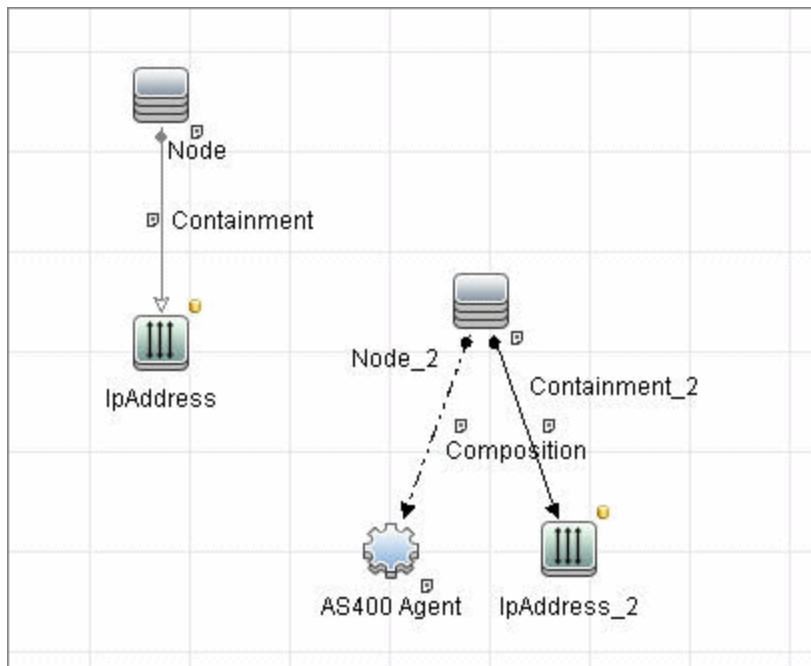 Node
Containment
IpAddress
Node_2
Containment_2
Composition
AS400 Agent
IpAddress_2